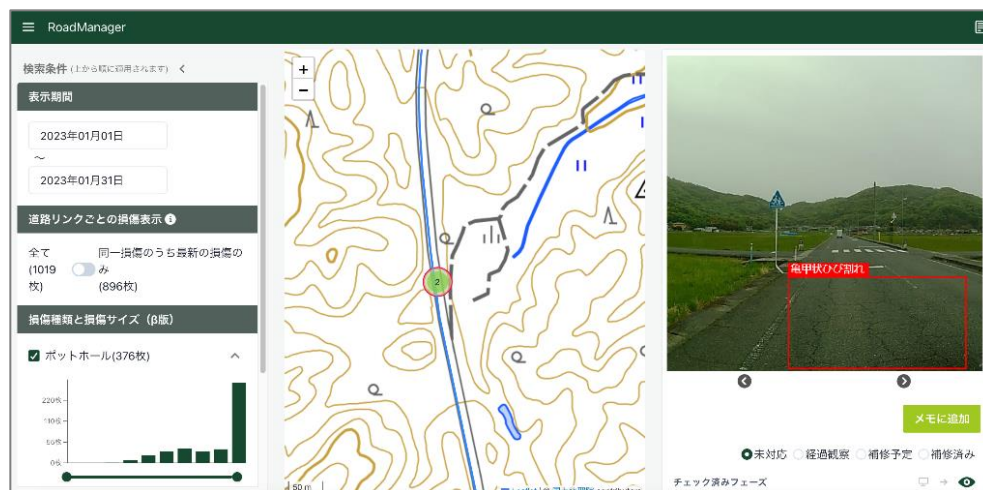 RoadManager
検索条件 (上から順に適用されます)
表示期間
2023年01月01日
～
2023年01月31日
道路リンクごとの損傷表示
全て
(1019
枚)
同一損傷のうち最新の損傷の
み
(896枚)
損傷種類と損傷サイズ（β版）
ポットホール(376枚)
220枚
0枚
+
−
2
50 m
亀甲状ひび割れ
メモに追加
未対応 経過観察 補修予定 補修済み
チェック済みフェーズ